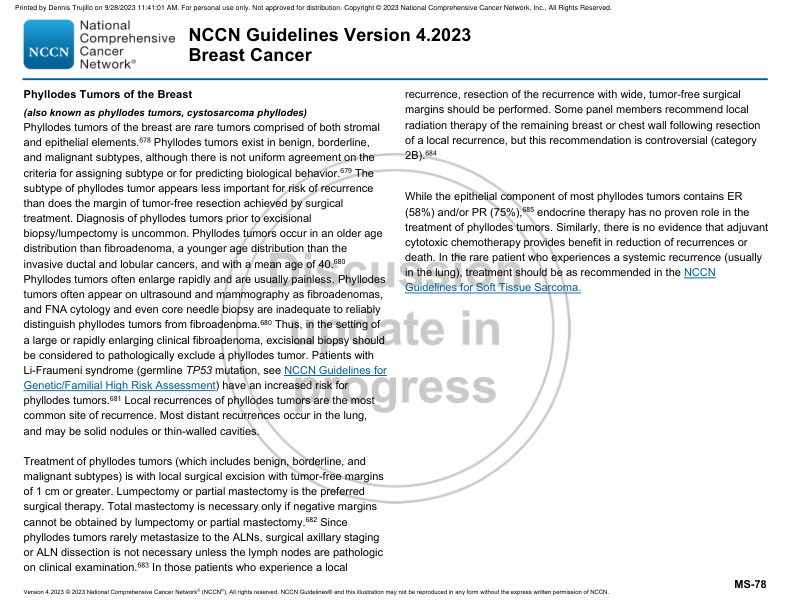 Printed by Dennis Trujillo on 9/28/2023 11:41:01 AM. For personal use only. Not approved for distribution. Copyright © 2023 National Comprehensive Cancer Network, Inc., All Rights Reserved.
NCCN
National
Comprehensive
Cancer
Network®
NCCN Guidelines Version 4.2023
Breast Cancer
Phyllodes Tumors of the Breast
(also known as phyllodes tumors, cystosarcoma phyllodes)
Phyllodes tumors of the breast are rare tumors comprised of both stromal
and epithelial elements.678 Phyllodes tumors exist in benign, borderline,
and malignant subtypes, although there is not uniform agreement on the
criteria for assigning subtype or for predicting biological behavior.679 The
subtype of phyllodes tumor appears less important for risk of recurrence
than does the margin of tumor-free resection achieved by surgical
treatment. Diagnosis of phyllodes tumors prior to excisional
biopsy/lumpectomy is uncommon. Phyllodes tumors occur in an older age
distribution than fibroadenoma, a younger age distribution than the
invasive ductal and lobular cancers, and with a mean age of 40.680
Phyllodes tumors often enlarge rapidly and are usually painless. Phyllodes
tumors often appear on ultrasound and mammography as fibroadenomas,
and FNA cytology and even core needle biopsy are inadequate to reliably
distinguish phyllodes tumors from fibroadenoma.680 Thus, in the setting of
a large or rapidly enlarging clinical fibroadenoma, excisional biopsy should
be considered to pathologically exclude a phyllodes tumor. Patients with
Li-Fraumeni syndrome (germline TP53 mutation, see NCCN Guidelines for
Genetic/Familial High Risk Assessment) have an increased risk for
phyllodes tumors.681 Local recurrences of phyllodes tumors are the most
common site of recurrence. Most distant recurrences occur in the lung,
and may be solid nodules or thin-walled cavities.
Treatment of phyllodes tumors (which includes benign, borderline, and
malignant subtypes) is with local surgical excision with tumor-free margins
of 1 cm or greater. Lumpectomy or partial mastectomy is the preferred
surgical therapy. Total mastectomy is necessary only if negative margins
cannot be obtained by lumpectomy or partial mastectomy.682 Since
phyllodes tumors rarely metastasize to the ALNs, surgical axillary staging
or ALN dissection is not necessary unless the lymph nodes are pathologic
on clinical examination.683 In those patients who experience a local
recurrence, resection of the recurrence with wide, tumor-free surgical
margins should be performed. Some panel members recommend local
radiation therapy of the remaining breast or chest wall following resection
of a local recurrence, but this recommendation is controversial (category
2B).684
While the epithelial component of most phyllodes tumors contains ER
(58%) and/or PR (75%),685 endocrine therapy has no proven role in the
treatment of phyllodes tumors. Similarly, there is no evidence that adjuvant
cytotoxic chemotherapy provides benefit in reduction of recurrences or
death. In the rare patient who experiences a systemic recurrence (usually
in the lung), treatment should be as recommended in the NCCN
Guidelines for Soft Tissue Sarcoma.
Discussion
update in
progress
MS-78
Version 4.2023 © 2023 National Comprehensive Cancer Network® (NCCN®), All rights reserved. NCCN Guidelines® and this illustration may not be reproduced in any form without the express written permission of NCCN.